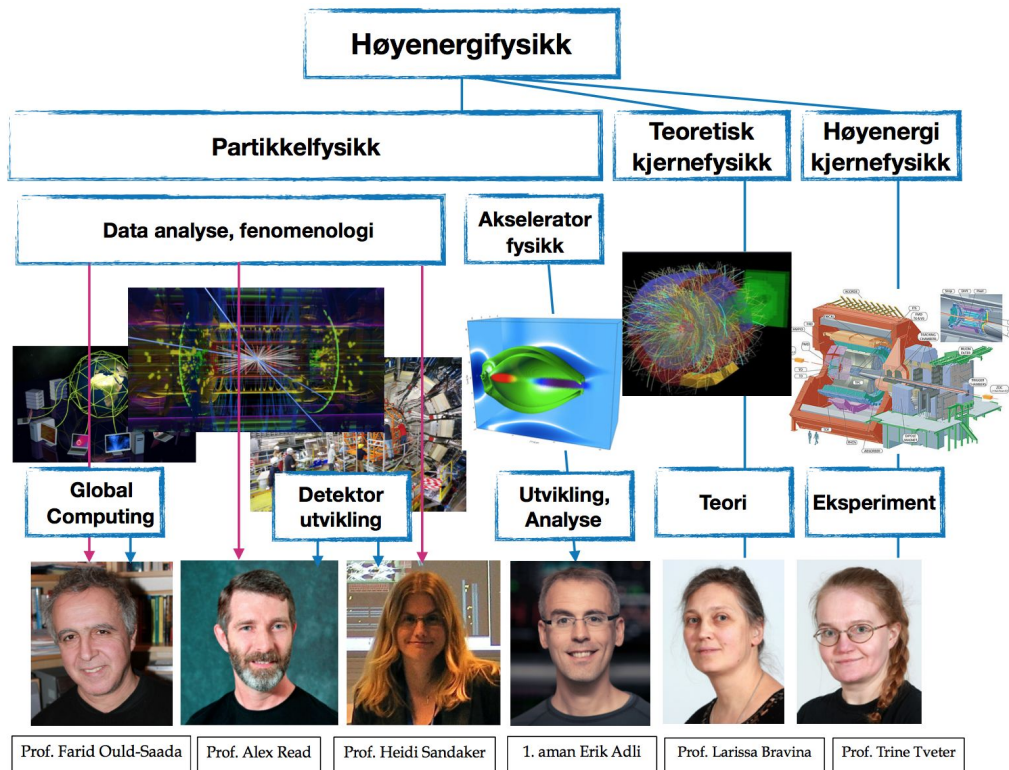 Høyenergifysikk
Partikkelfysikk
Teoretisk
kjernefysikk
Høyenergi
kjernefysikk
Data analyse, fenomenologi
Akselerator
fysikk
Global
Computing
Detektor
utvikling
Utvikling,
Analyse
Teori
Eksperiment
Prof. Farid Ould-Saada
Prof. Alex Read
Prof. Heidi Sandaker
1. aman Erik Adli
Prof. Larissa Bravina
Prof. Trine Tveter